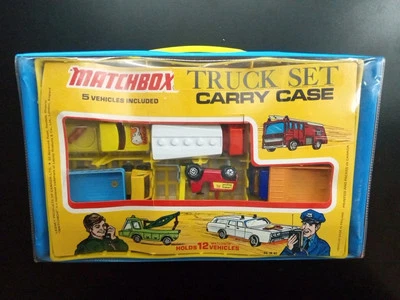 MATCHBOX
TRUCK SET
5 VEHICLES INCLUDED
CARRY CASE
HOLDS 12 VEHICLES